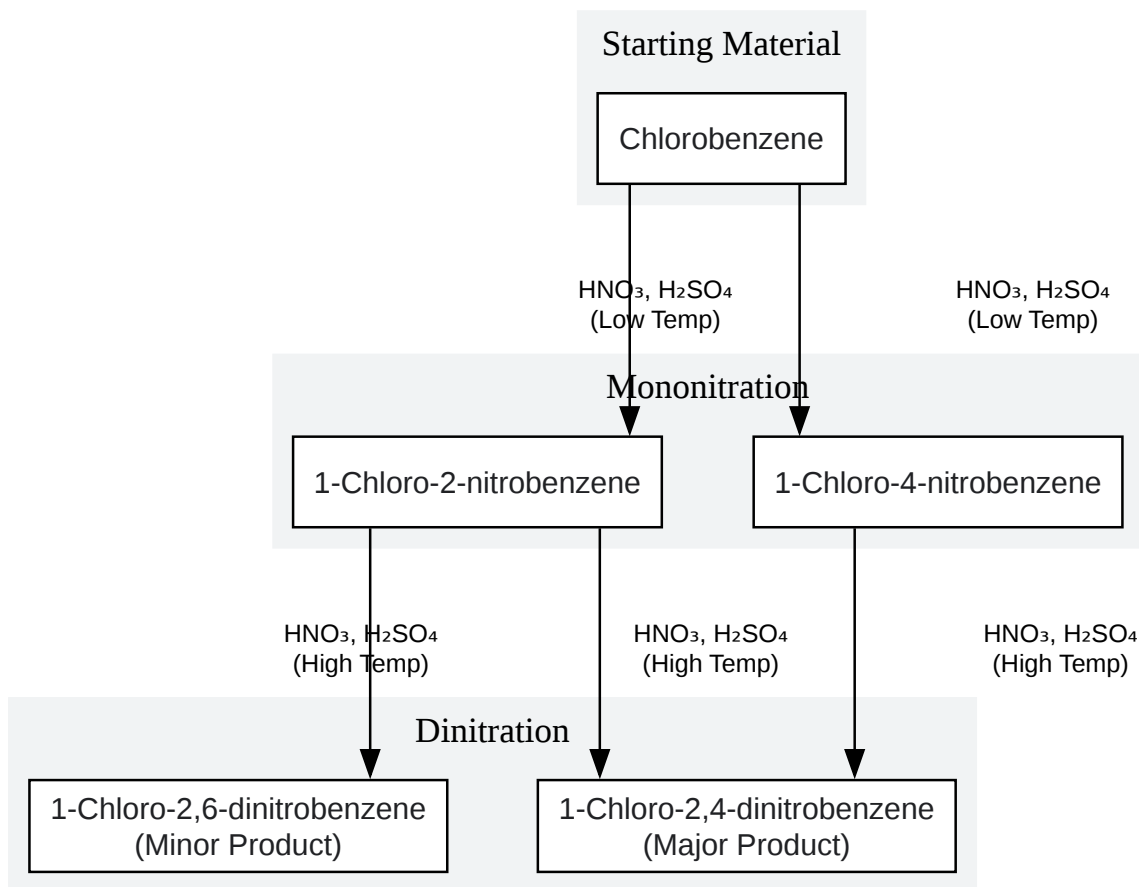 Starting Material
Chlorobenzene
HNO₃, H₂SO₄
(Low Temp)
HNO₃, H₂SO₄
(Low Temp)
Mononitration
1-Chloro-2-nitrobenzene
1-Chloro-4-nitrobenzene
HNO₃, H₂SO₄
(High Temp)
HNO₃, H₂SO₄
(High Temp)
HNO₃, H₂SO₄
(High Temp)
Dinitration
1-Chloro-2,6-dinitrobenzene
(Minor Product)
1-Chloro-2,4-dinitrobenzene
(Major Product)